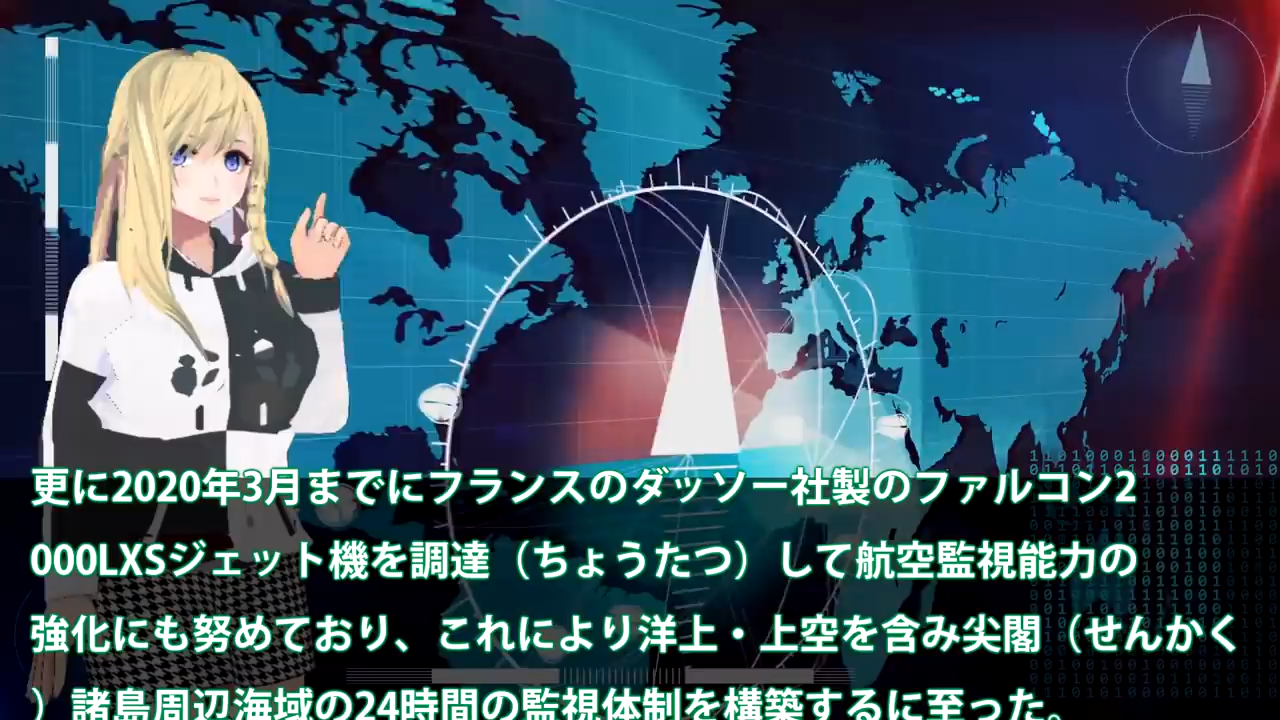 更に2020年3月までにフランスのダッソー社製のファルコン2
000LXSジェット機を調達（ちょうたつ）して航空監視能力の
強化にも努めており、これにより洋上・上空を含み尖閣（せんかく
）諸島周辺海域の24時間の監視体制を構築するに至った。